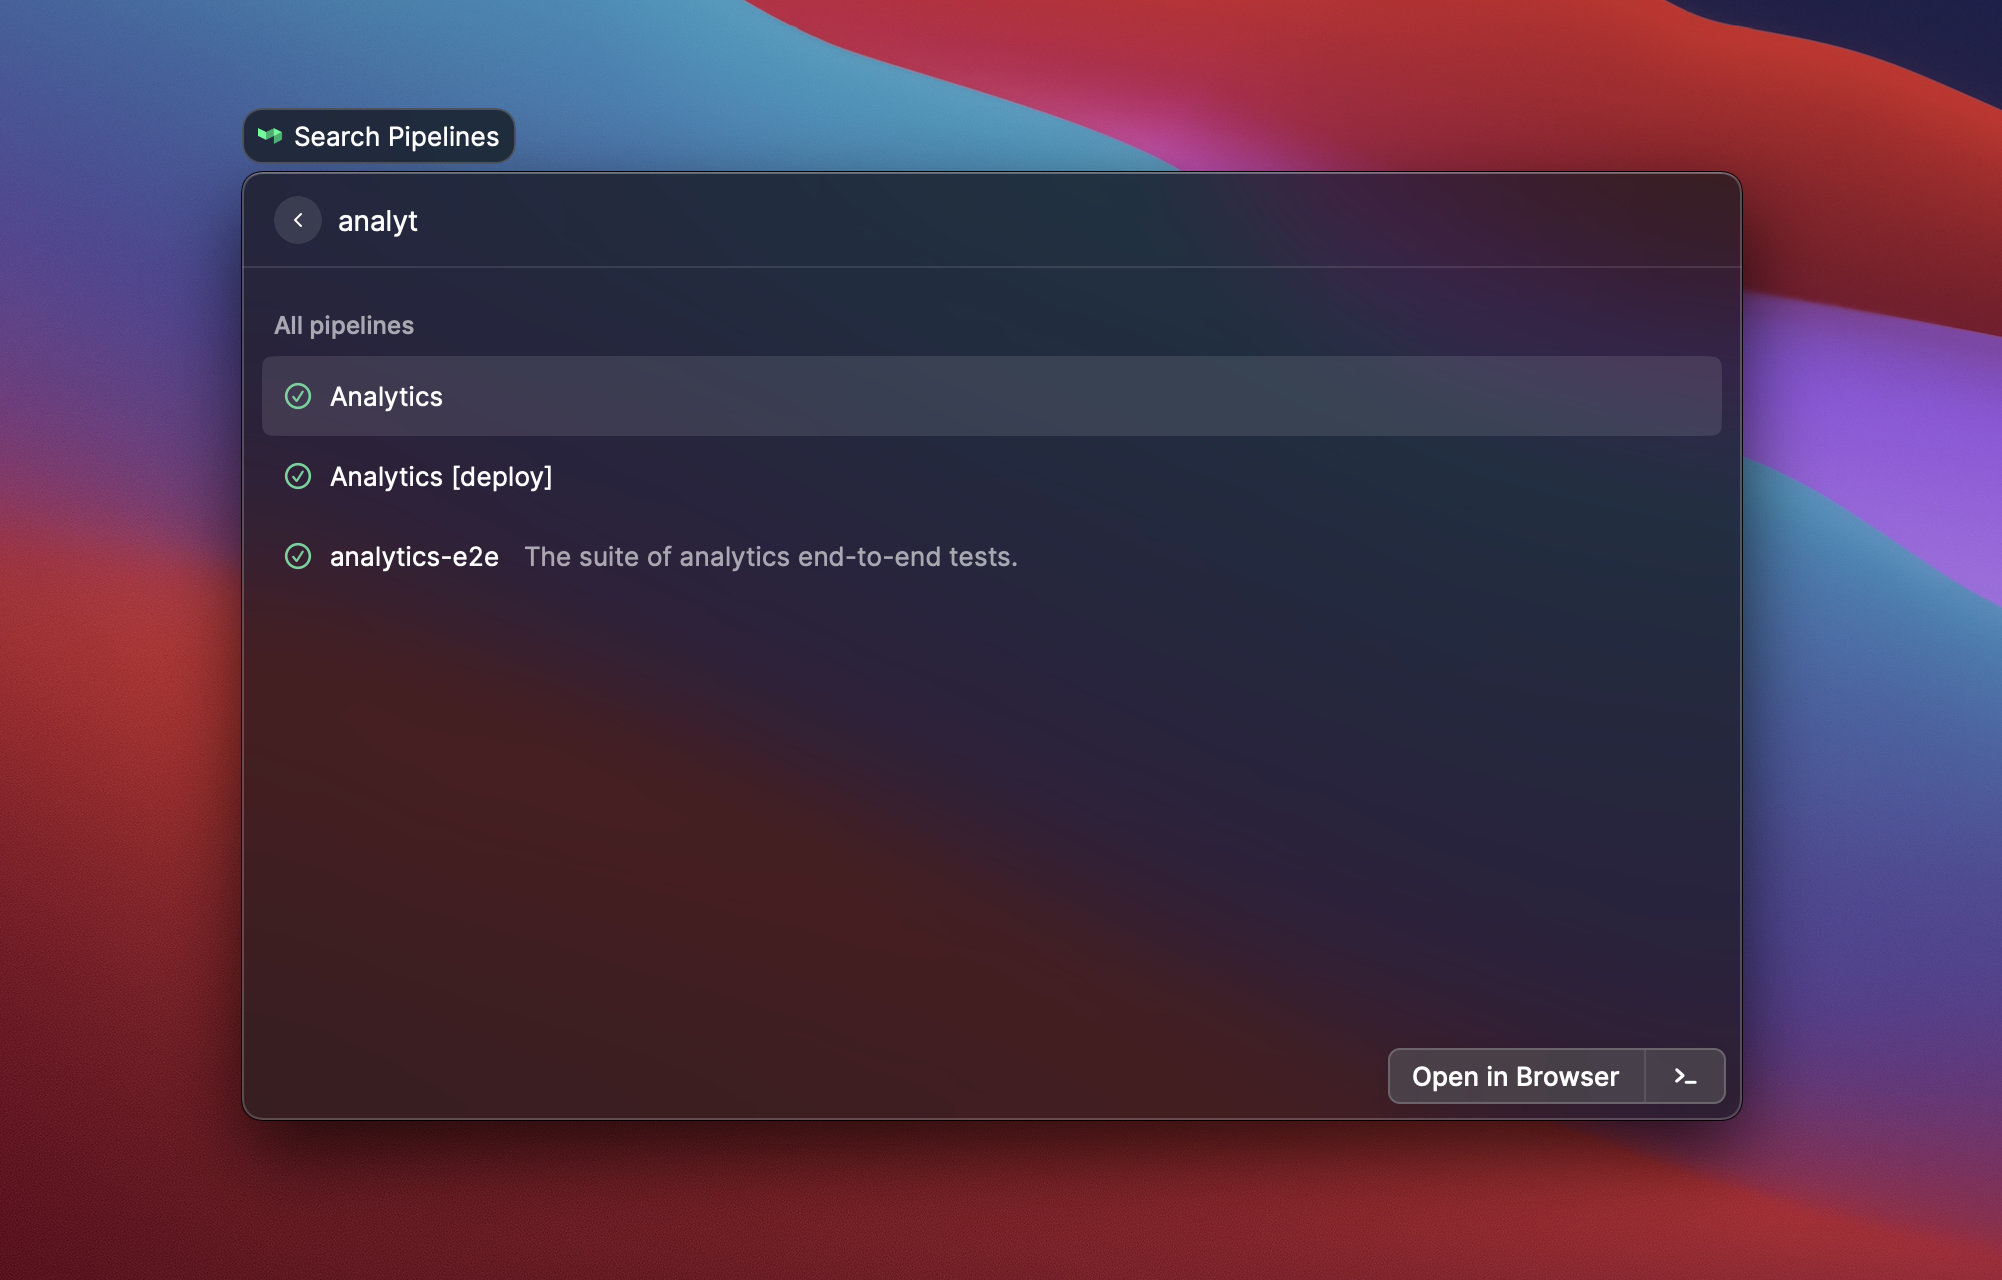 Search Pipelines
analyt
All pipelines
Analytics
Analytics [deploy]
analytics-e2e The suite of analytics end-to-end tests.
Open in Browser >_